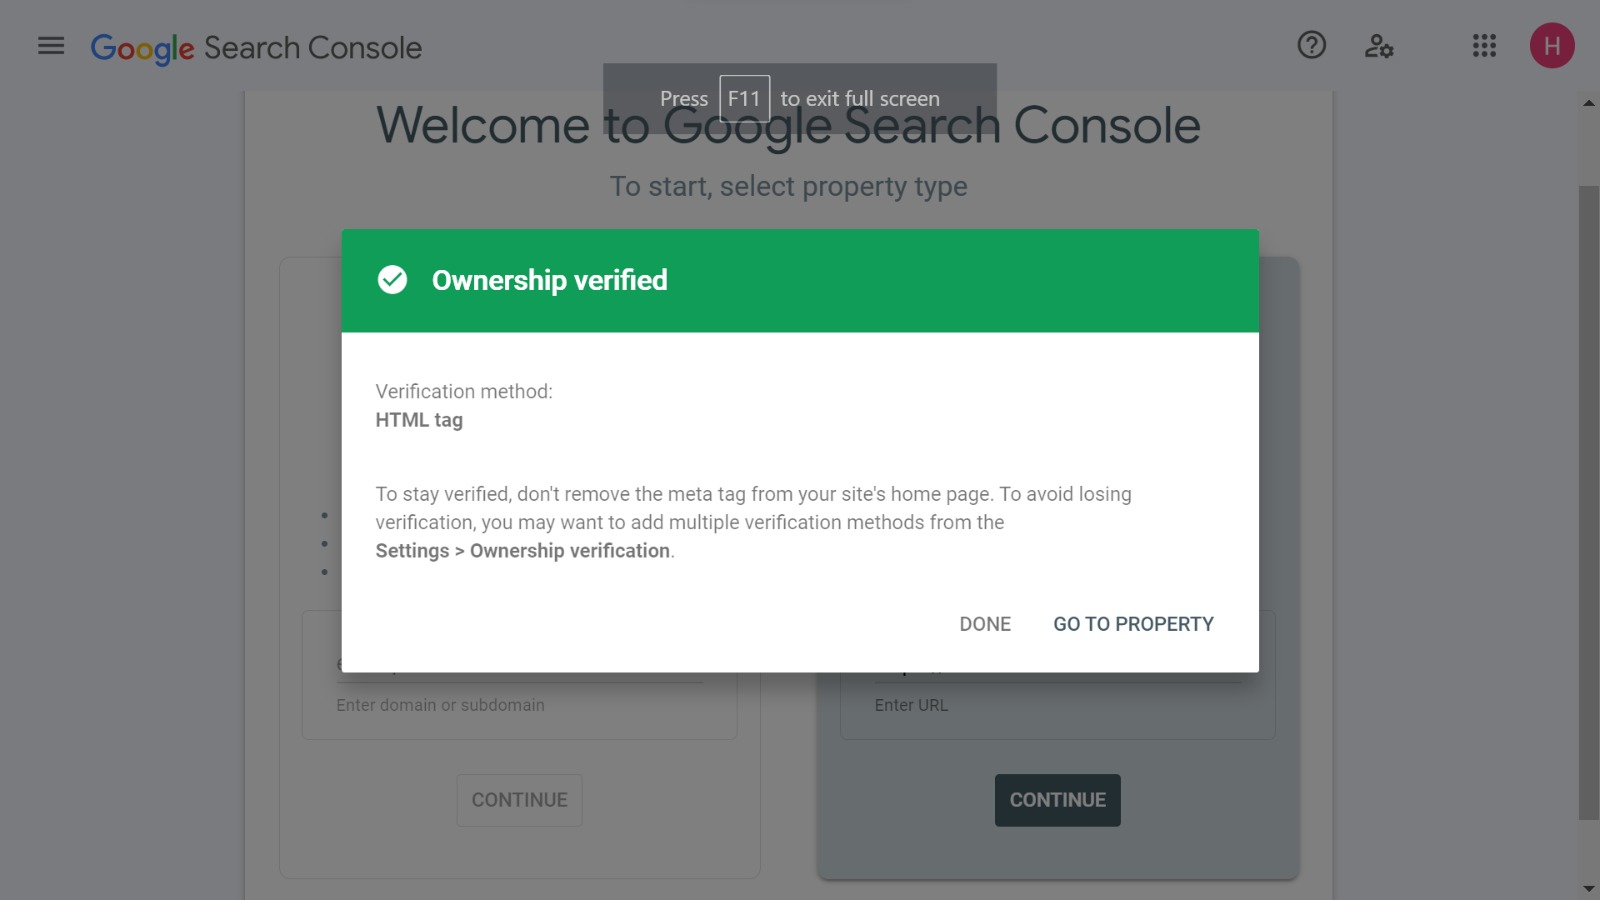 Google Search Console
H
Press F11 to exit full screen
Welcome to Google Search Console
To start, select property type
Ownership verified
Verification method:
HTML tag
To stay verified, don't remove the meta tag from your site's home page. To avoid losing
verification, you may want to add multiple verification methods from the
Settings > Ownership verification.
DONE GO TO PROPERTY
Enter domain or subdomain
Enter URL
CONTINUE
CONTINUE